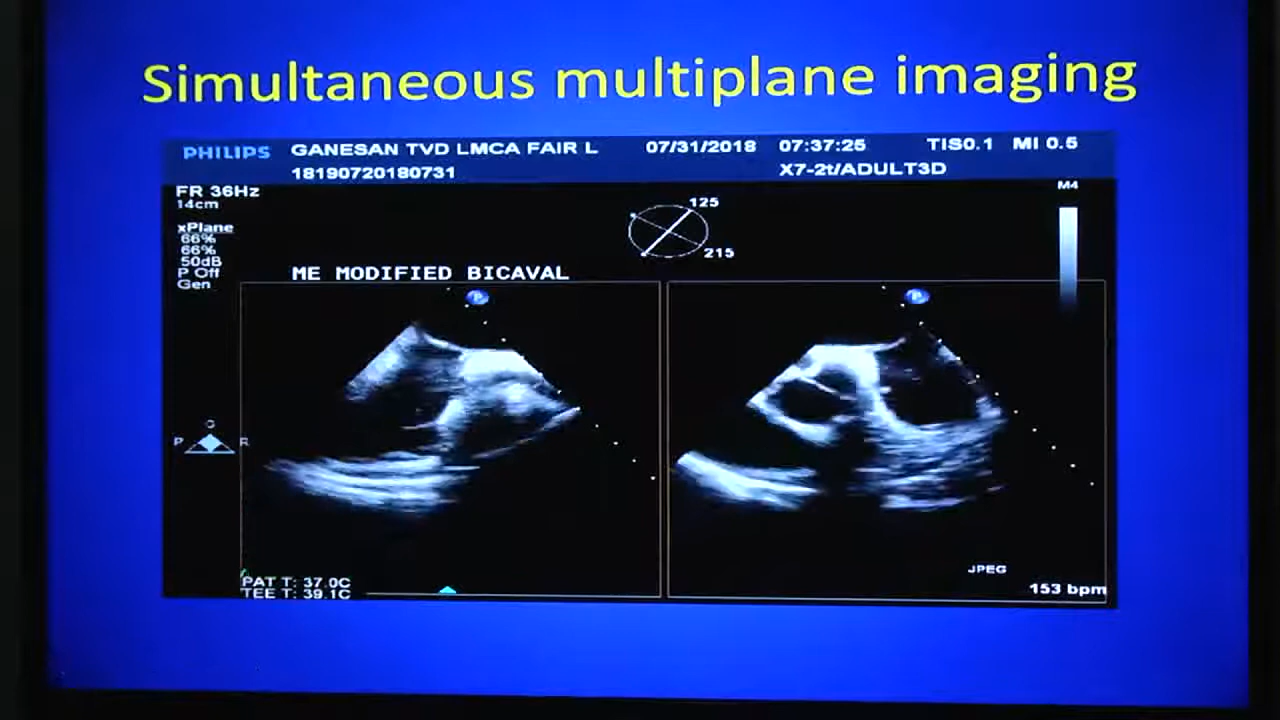 Simultaneous multiplane imaging
PHILIPS GANESAN TVD LMCA FAIR L 07/31/2018 07:37:25 TIS0.1 MI 0.5
18190720180731 X7-2t/ADULT3D
FR 36Hz
14cm
M4
xPlane
66%
66%
50dB
P Off
Gen
125
215
ME MODIFIED BICAVAL
P
P
P R
JPEG
PAT T: 37.0C
TEE T: 39.1C
153 bpm